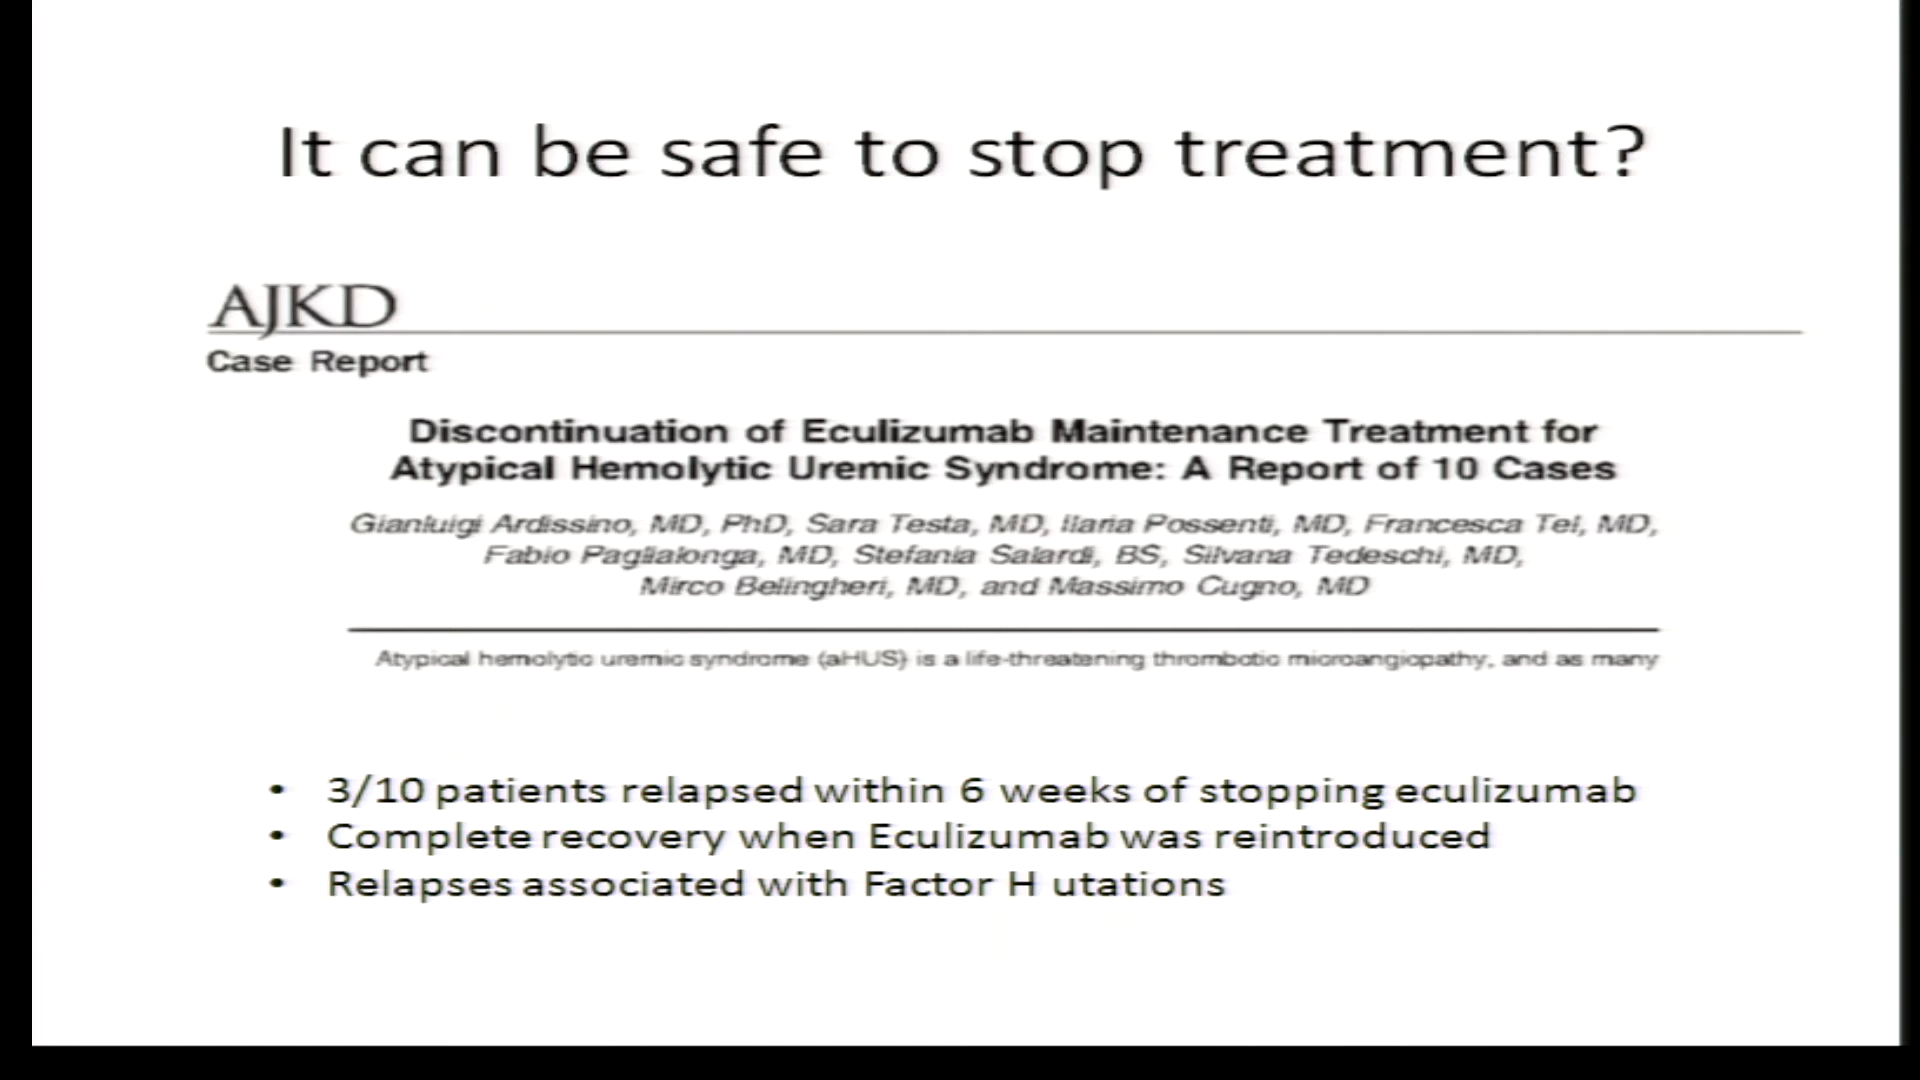 It can be safe to stop treatment?
AJKD
Case Report
Discontinuation of Eculizumab Maintenance Treatment for
Atypical Hemolytic Uremic Syndrome: A Report of 10 Cases
Gianluigi Ardissino, MD, PhD, Sara Testa, MD, Ilaria Possenti, MD, Francesca Tel, MD,
Fabio Paglialonga, MD, Stefania Salardi, BS, Silvana Tedeschi, MD,
Mirco Belingheri, MD, and Massimo Cugno, MD
Atypical hemolytic uremic syndrome (aHUS) is a life-threatening thrombotic microangiopathy, and as many
• 3/10 patients relapsed within 6 weeks of stopping eculizumab
• Complete recovery when Eculizumab was reintroduced
• Relapses associated with Factor H utations